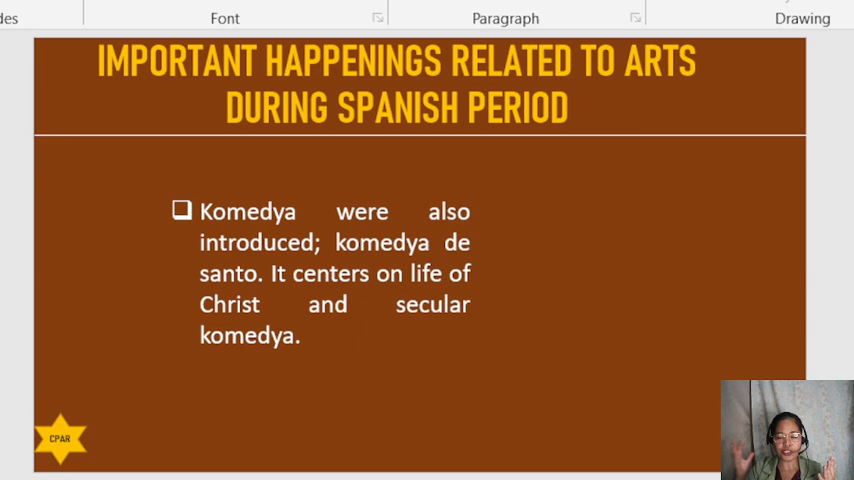 des Font Paragraph Drawing
IMPORTANT HAPPENINGS RELATED TO ARTS
DURING SPANISH PERIOD
Komedya were also
introduced; komedya de
santo. It centers on life of
Christ and secular
komedya.
CPAR